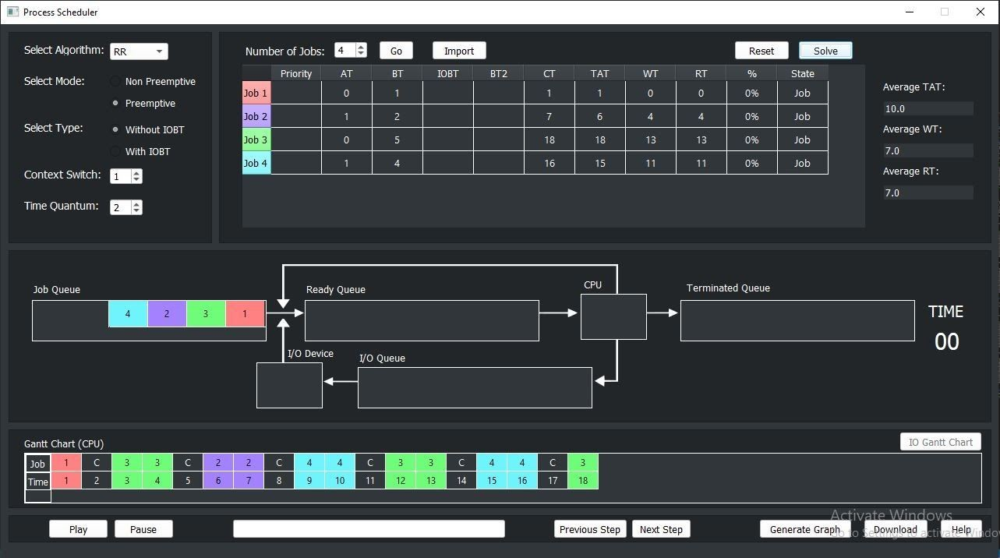 Process Scheduler
Select Algorithm: RR
Select Mode: Non Preemptive
Preemptive
Select Type: Without IOBT
With IOBT
Context Switch: 1
Time Quantum: 2
Number of Jobs: 4 Go Import Reset Solve
Priority AT BT IOBT BT2 CT TAT WT RT % State
Job 1 0 1 1 1 0 0 0% Job
Job 2 1 2 7 6 4 4 0% Job
Job 3 0 5 18 18 13 13 0% Job
Job 4 1 4 16 15 11 11 0% Job
Average TAT:
10.0
Average WT:
7.0
Average RT:
7.0
Job Queue
4 2 3 1
Ready Queue
CPU
Terminated Queue
TIME
00
I/O Device
I/O Queue
Gantt Chart (CPU)
IO Gantt Chart
Job 1 C 3 3 C 2 2 C 4 4 C 3 3 C 4 4 C 3
Time 1 2 3 4 5 6 7 8 9 10 11 12 13 14 15 16 17 18
Play Pause Previous Step Next Step Generate Graph Download Help
Activate Windows
Go to Settings to activate Windows